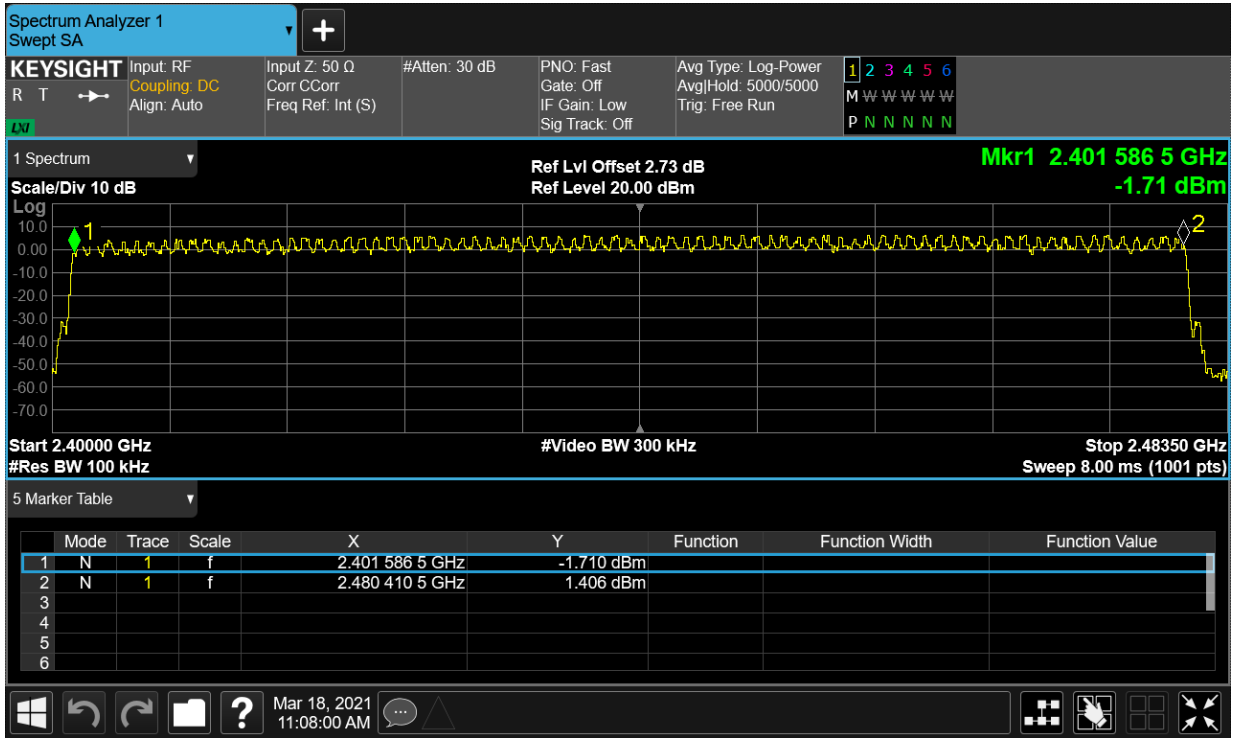 Spectrum Analyzer 1
Swept SA
KEYSIGHT Input: RF Input Z: 50 Ω #Atten: 30 dB PNO: Fast Avg Type: Log-Power 1 2 3 4 5 6
R T Coupling: DC Corr CCorr Gate: Off Avg|Hold: 5000/5000 M W W W W W
Align: Auto Freq Ref: Int (S) IF Gain: Low Trig: Free Run
LXI Sig Track: Off P N N N N N
1 Spectrum
Ref Lvl Offset 2.73 dB Mkr1 2.401 586 5 GHz
Scale/Div 10 dB Ref Level 20.00 dBm -1.71 dBm
Log
10.0 1 2
0.00
-10.0
-20.0
-30.0
-40.0
-50.0
-60.0
-70.0
Start 2.40000 GHz #Video BW 300 kHz Stop 2.48350 GHz
#Res BW 100 kHz Sweep 8.00 ms (1001 pts)
5 Marker Table
Mode Trace Scale X Y Function Function Width Function Value
1 N 1 f 2.401 586 5 GHz -1.710 dBm
2 N 1 f 2.480 410 5 GHz 1.406 dBm
3
4
5
6
? Mar 18, 2021
11:08:00 AM